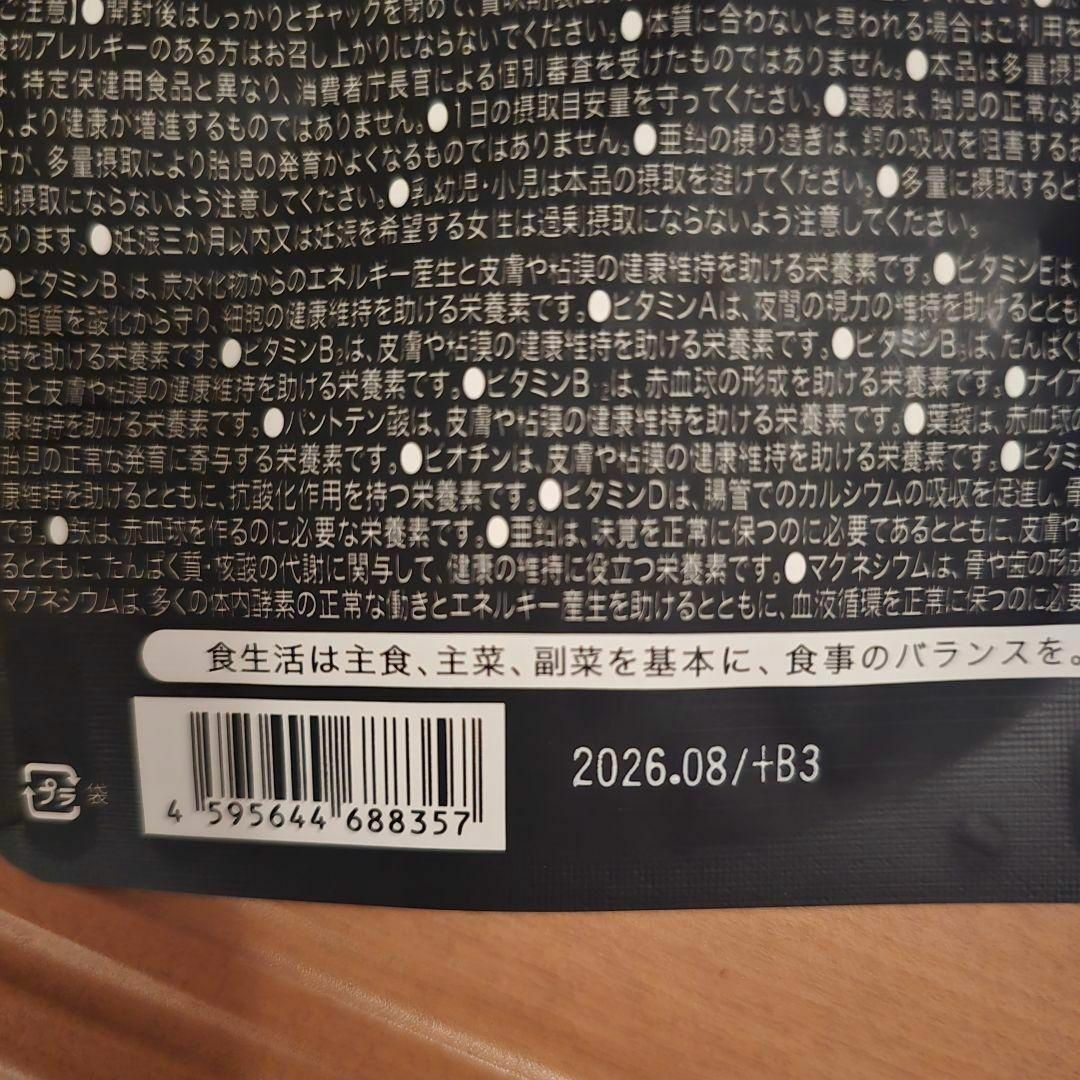 ご注意】●開封後はしっかりとチャックを閉めて、賞味期限に
食物アレルギーのある方はお召し上がりにならないでください。●体質に合わないと思われる場合はご利用を
は、特定保健用食品と異なり、消費者庁長官による個別審査を受けたものではありません。●本品は多量摂取
り、より健康が増進するものではありません。●1日の摂取目安量を守ってください。●葉酸は、胎児の正常な発
すが、多量摂取により胎児の発育がよくなるものではありません。●亜鉛の摂り過ぎは、銅の吸収を阻害するお
剰摂取にならないよう注意してください。●乳幼児・小児は本品の摂取を避けてください。●多量に摂取すると
あります。●妊娠三か月以内又は妊娠を希望する女性は過剰摂取にならないよう注意してください。
●ビタミンB は、炭水化物からのエネルギー産生と皮膚や粘膜の健康維持を助ける栄養素です。●ビタミンEは、
の脂質を酸化から守り、細胞の健康維持を助ける栄養素です。●ビタミンAは、夜間の視力の維持を助けるととも
持を助ける栄養素です。●ビタミンB₂は、皮膚や粘膜の健康維持を助ける栄養素です。●ビタミンB は、たんぱく
生と皮膚や粘膜の健康維持を助ける栄養素です。●ビタミンB は、赤血球の形成を助ける栄養素です。●ナイア
康維持を助ける栄養素です。●パントテン酸は、皮膚や粘膜の健康維持を助ける栄養素です。●葉酸は、赤血球の
胎児の正常な発育に寄与する栄養素です。●ビオチンは、皮膚や粘膜の健康維持を助ける栄養素です。●ビタミ
康維持を助けるとともに、抗酸化作用を持つ栄養素です。●ビタミンDは、腸管でのカルシウムの吸収を促進し、骨
です。●鉄は、赤血球を作るのに必要な栄養素です。●亜鉛は、味覚を正常に保つのに必要であるとともに、皮膚や
るとともに、たんぱく質・核酸の代謝に関与して、健康の維持に役立つ栄養素です。●マグネシウムは、骨や歯の形成
マグネシウムは、多くの体内酵素の正常な働きとエネルギー産生を助けるとともに、血液循環を正常に保つのに必要
食生活は主食、主菜、副菜を基本に、食事のバランスを。
プラ 袋
4 595644 688357
2026.08/+B3